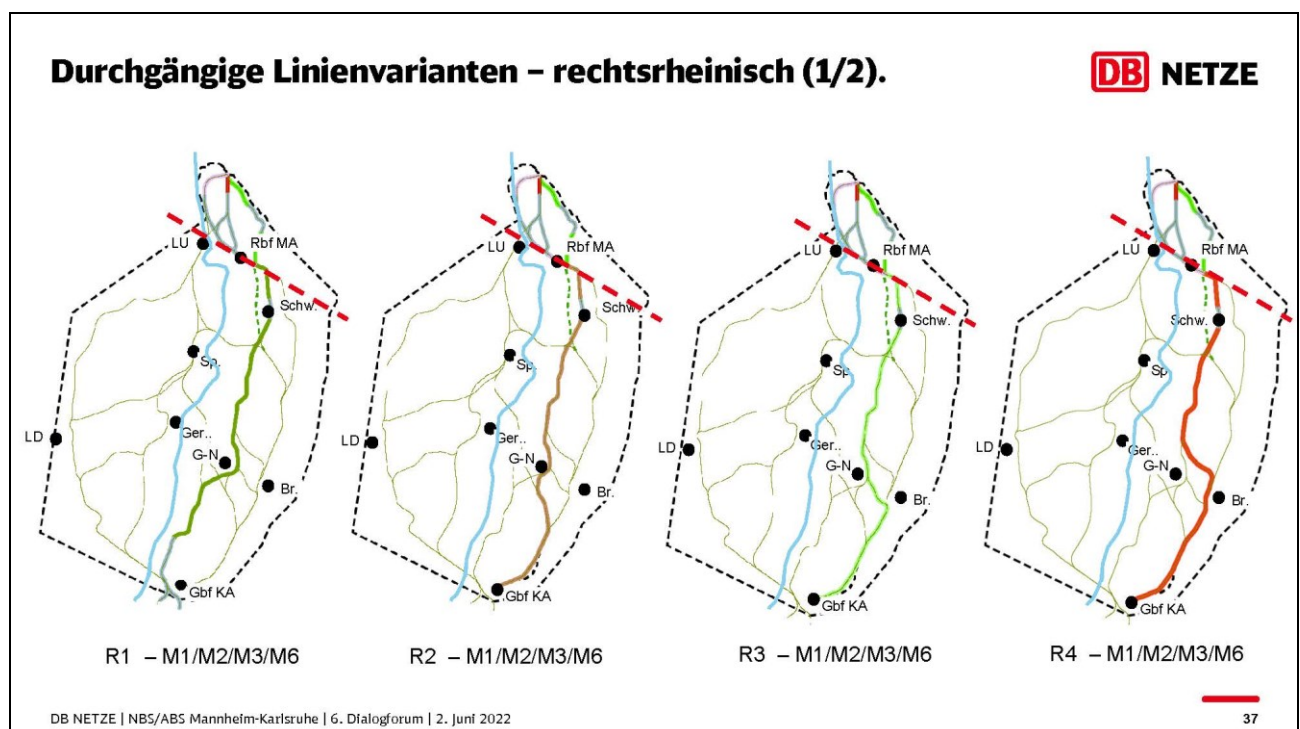 Durchgängige Linienvarianten – rechtsrheinisch (1/2).
DB NETZE
LU
Rbf MA
Schw.
Sp.
Ger..
LD
G-N
Br.
Gbf KA
R1 – M1/M2/M3/M6
LU
Rbf MA
Schw.
Sp.
Ger..
LD
G-N
Br.
Gbf KA
R2 – M1/M2/M3/M6
LU
Rbf MA
Schw.
Sp.
Ger..
LD
G-N
Br.
Gbf KA
R3 – M1/M2/M3/M6
LU
Rbf MA
Schw.
Sp.
Ger..
LD
G-N
Br.
Gbf KA
R4 – M1/M2/M3/M6
DB NETZE | NBS/ABS Mannheim-Karlsruhe | 6. Dialogforum | 2. Juni 2022
37